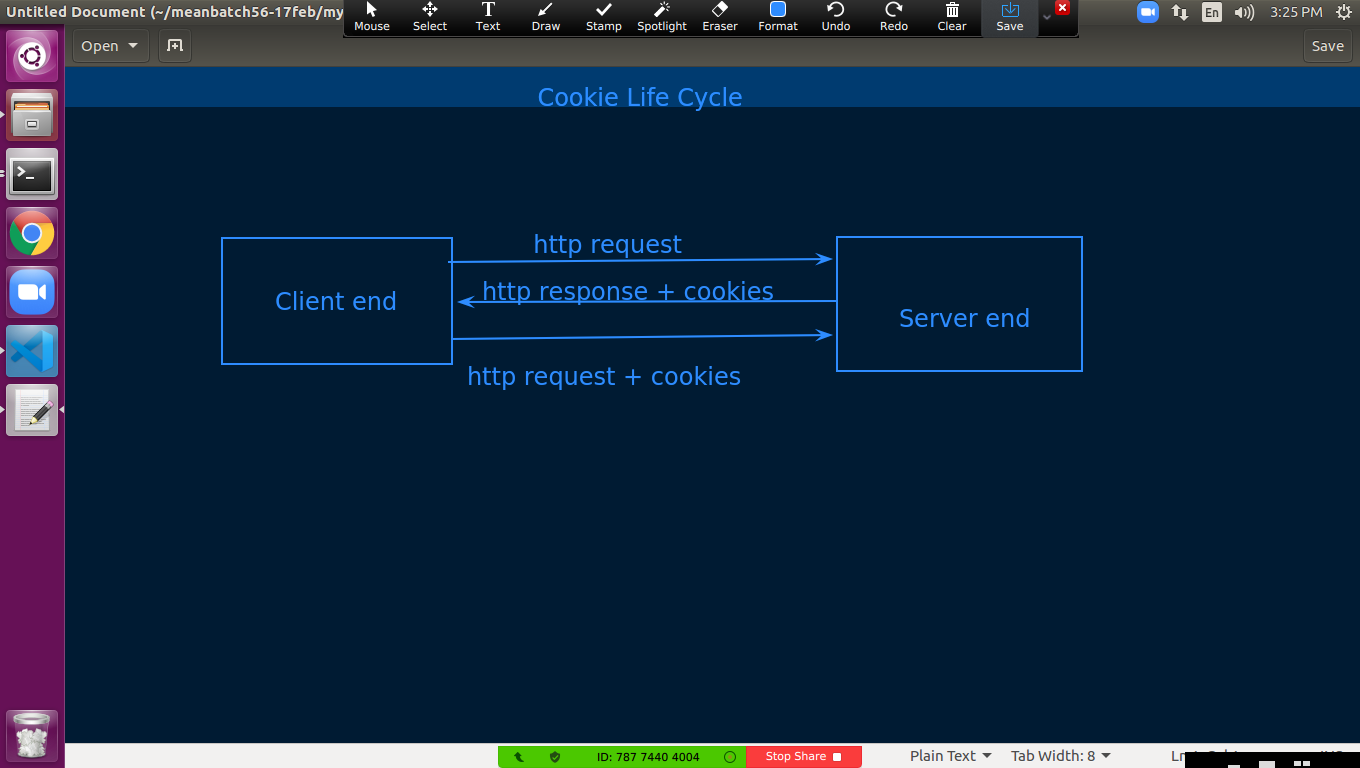 Untitled Document (~/meanbatch56-17feb/my
Mouse Select Text Draw Stamp Spotlight Eraser Format Undo Redo Clear Save
En 3:25 PM
Open Save
Cookie Life Cycle
http request
http response + cookies
Client end
Server end
http request + cookies
ID: 787 7440 4004 Stop Share Plain Text Tab Width: 8